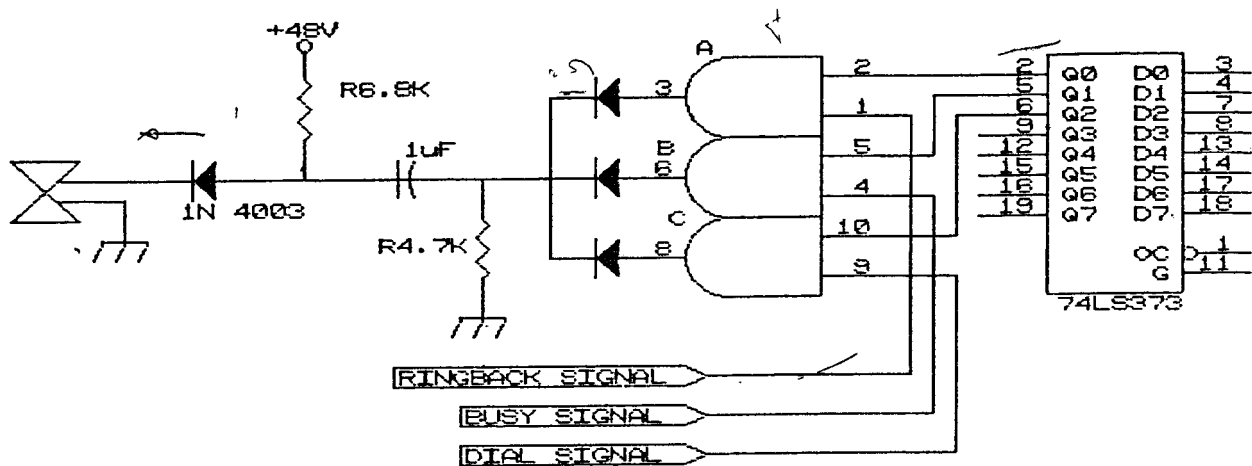 +48V
R6.8K
1uF
1N 4003
R4.7K
A
B
C
3
6
8
2
1
5
4
10
9
2
5
6
9
12
15
16
19
Q0
Q1
Q2
Q3
Q4
Q5
Q6
Q7
D0
D1
D2
D3
D4
D5
D6
D7
OC
G
3
4
7
8
13
14
17
18
1
11
74LS373
RINGBACK SIGNAL
BUSY SIGNAL
DIAL SIGNAL